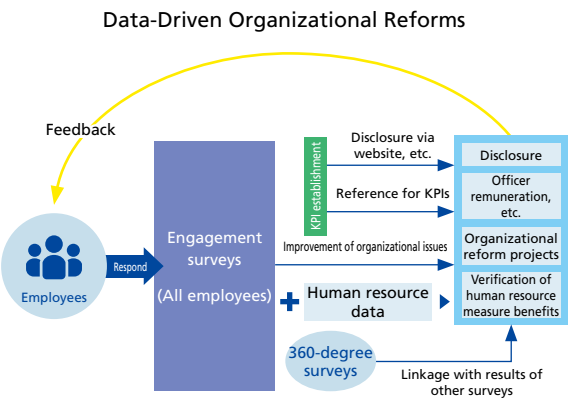 Data-Driven Organizational Reforms
Feedback
Employees
Respond
Engagement
surveys
(All employees)
KPI establishment
Disclosure via
website, etc.
Reference for KPIs
Improvement of organizational issues
+
Human resource
data
360-degree
surveys
Linkage with results of
other surveys
Disclosure
Officer
remuneration,
etc.
Organizational
reform projects
Verification of
human resource
measure benefits